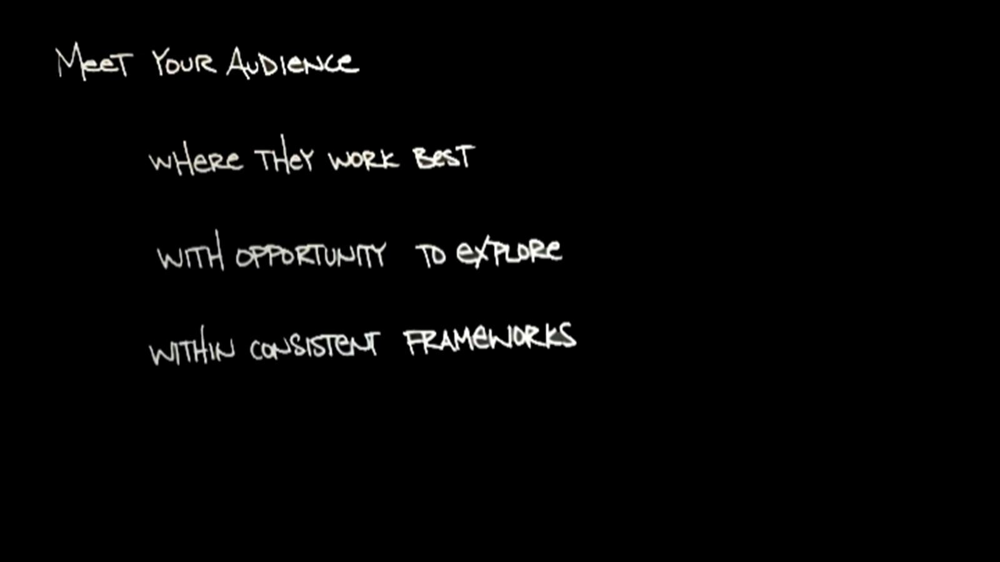 MeeT YOUR AUDIeNCe
WHeRe THeY WORK BeST
WITH OPPORTUNITY TO eXPLORe
WITHIN CONSISTeNT FRAMeWORKS